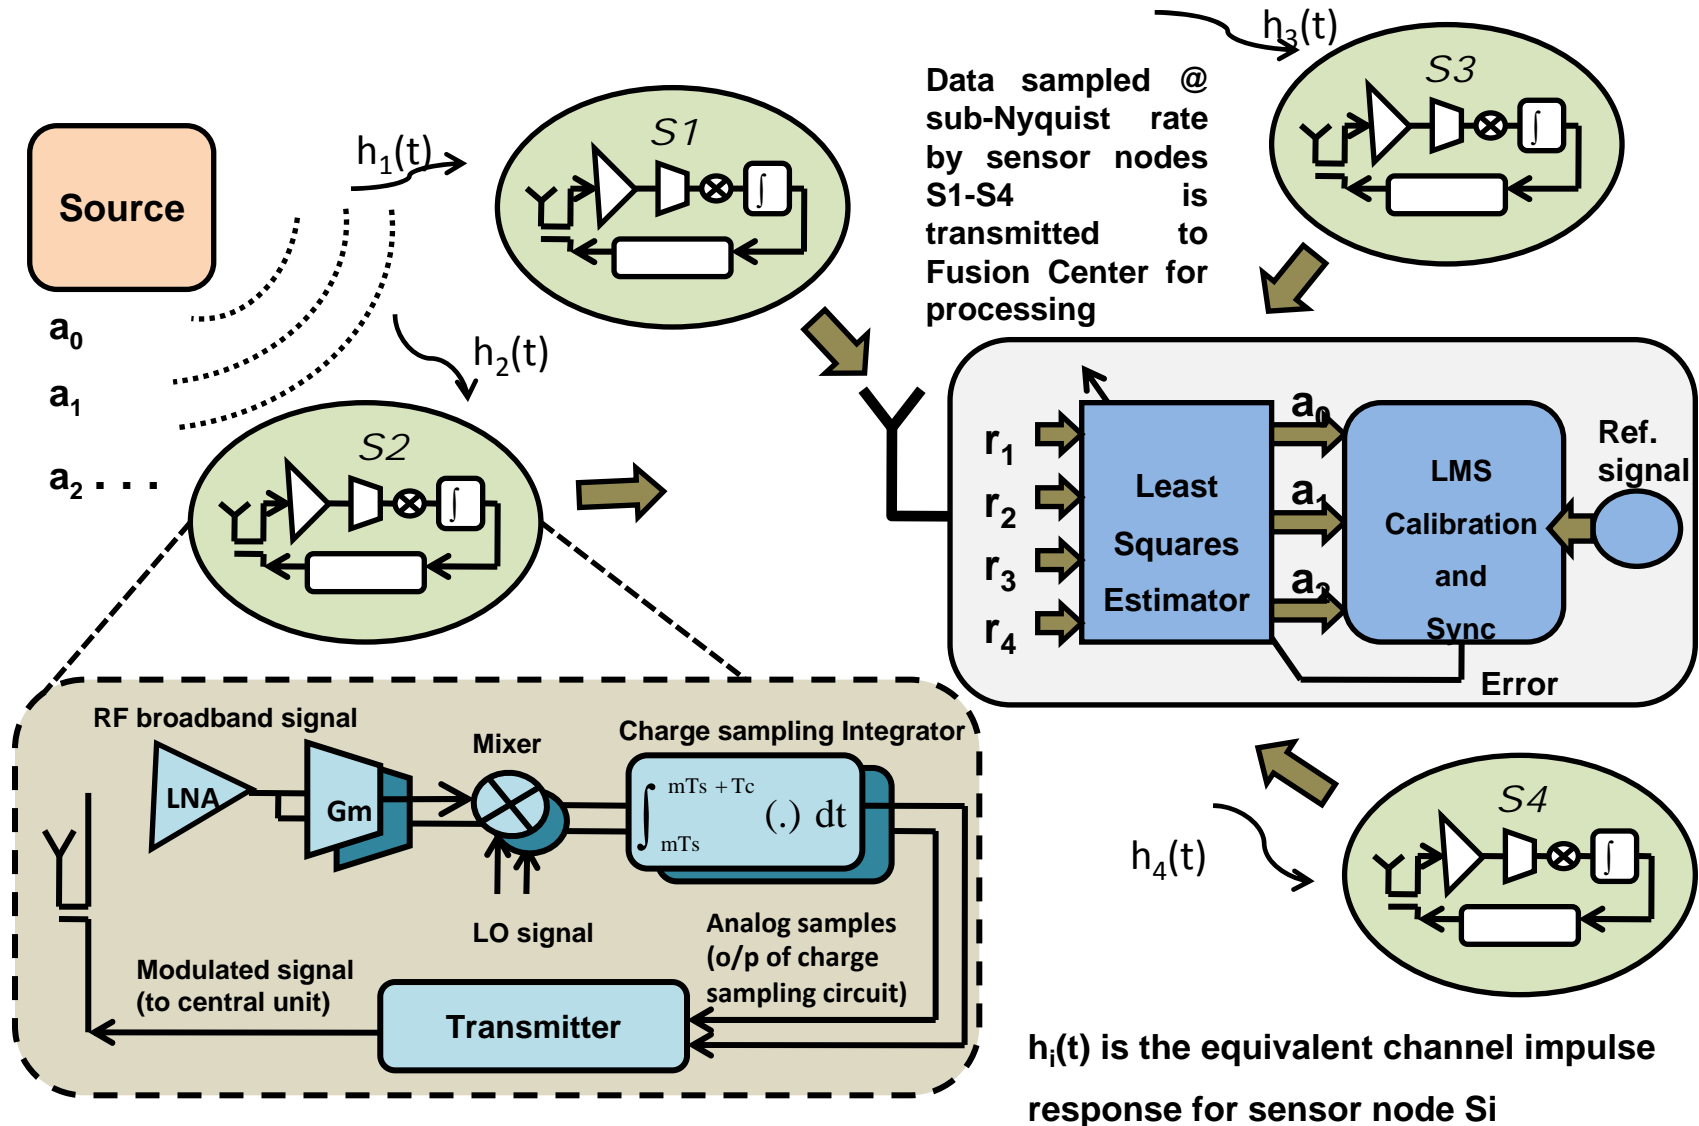 h3(t)
S3
Data sampled @
sub-Nyquist rate
by sensor nodes
S1-S4 is
transmitted to
Fusion Center for
processing
S1
h1(t)
Source
∫
∫
a0
a1
a2 . . .
h2(t)
S2
∫
r1
r2
r3
r4
Least
Squares
Estimator
a0
a1
a2
LMS
Calibration
and
Sync
Ref.
signal
Error
RF broadband signal
LNA
Gm
Mixer
LO signal
Charge sampling Integrator
∫ mTs + Tc mTs (.) dt
Analog samples
(o/p of charge
sampling circuit)
Modulated signal
(to central unit)
Transmitter
h4(t)
S4
∫
hi(t) is the equivalent channel impulse
response for sensor node Si